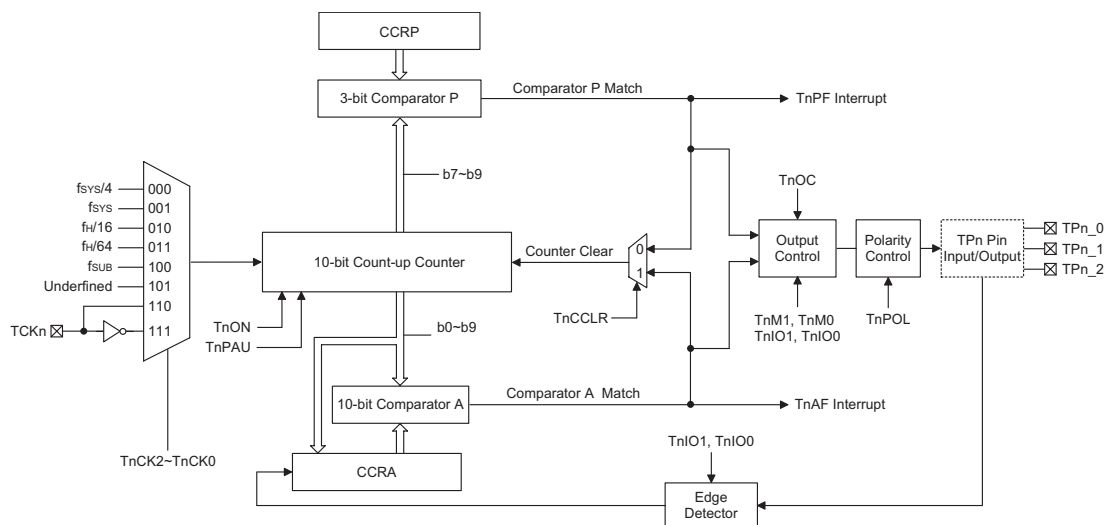 CCRP
3-bit Comparator P
Comparator P Match
TnPF Interrupt
b7~b9
fSYS/4
000
fSYS
001
fH/16
010
fH/64
011
fSUB
100
Undefined
101
110
TCKn
111
TnCK2~TnCK0
10-bit Count-up Counter
TnON
TnPAU
Counter Clear
0
1
TnCCLR
TnOC
Output
Control
TnM1, TnM0
TnIO1, TnIO0
Polarity
Control
TnPOL
TPn Pin
Input/Output
TPn_0
TPn_1
TPn_2
b0~b9
10-bit Comparator A
Comparator A Match
TnAF Interrupt
CCRA
TnIO1, TnIO0
Edge
Detector